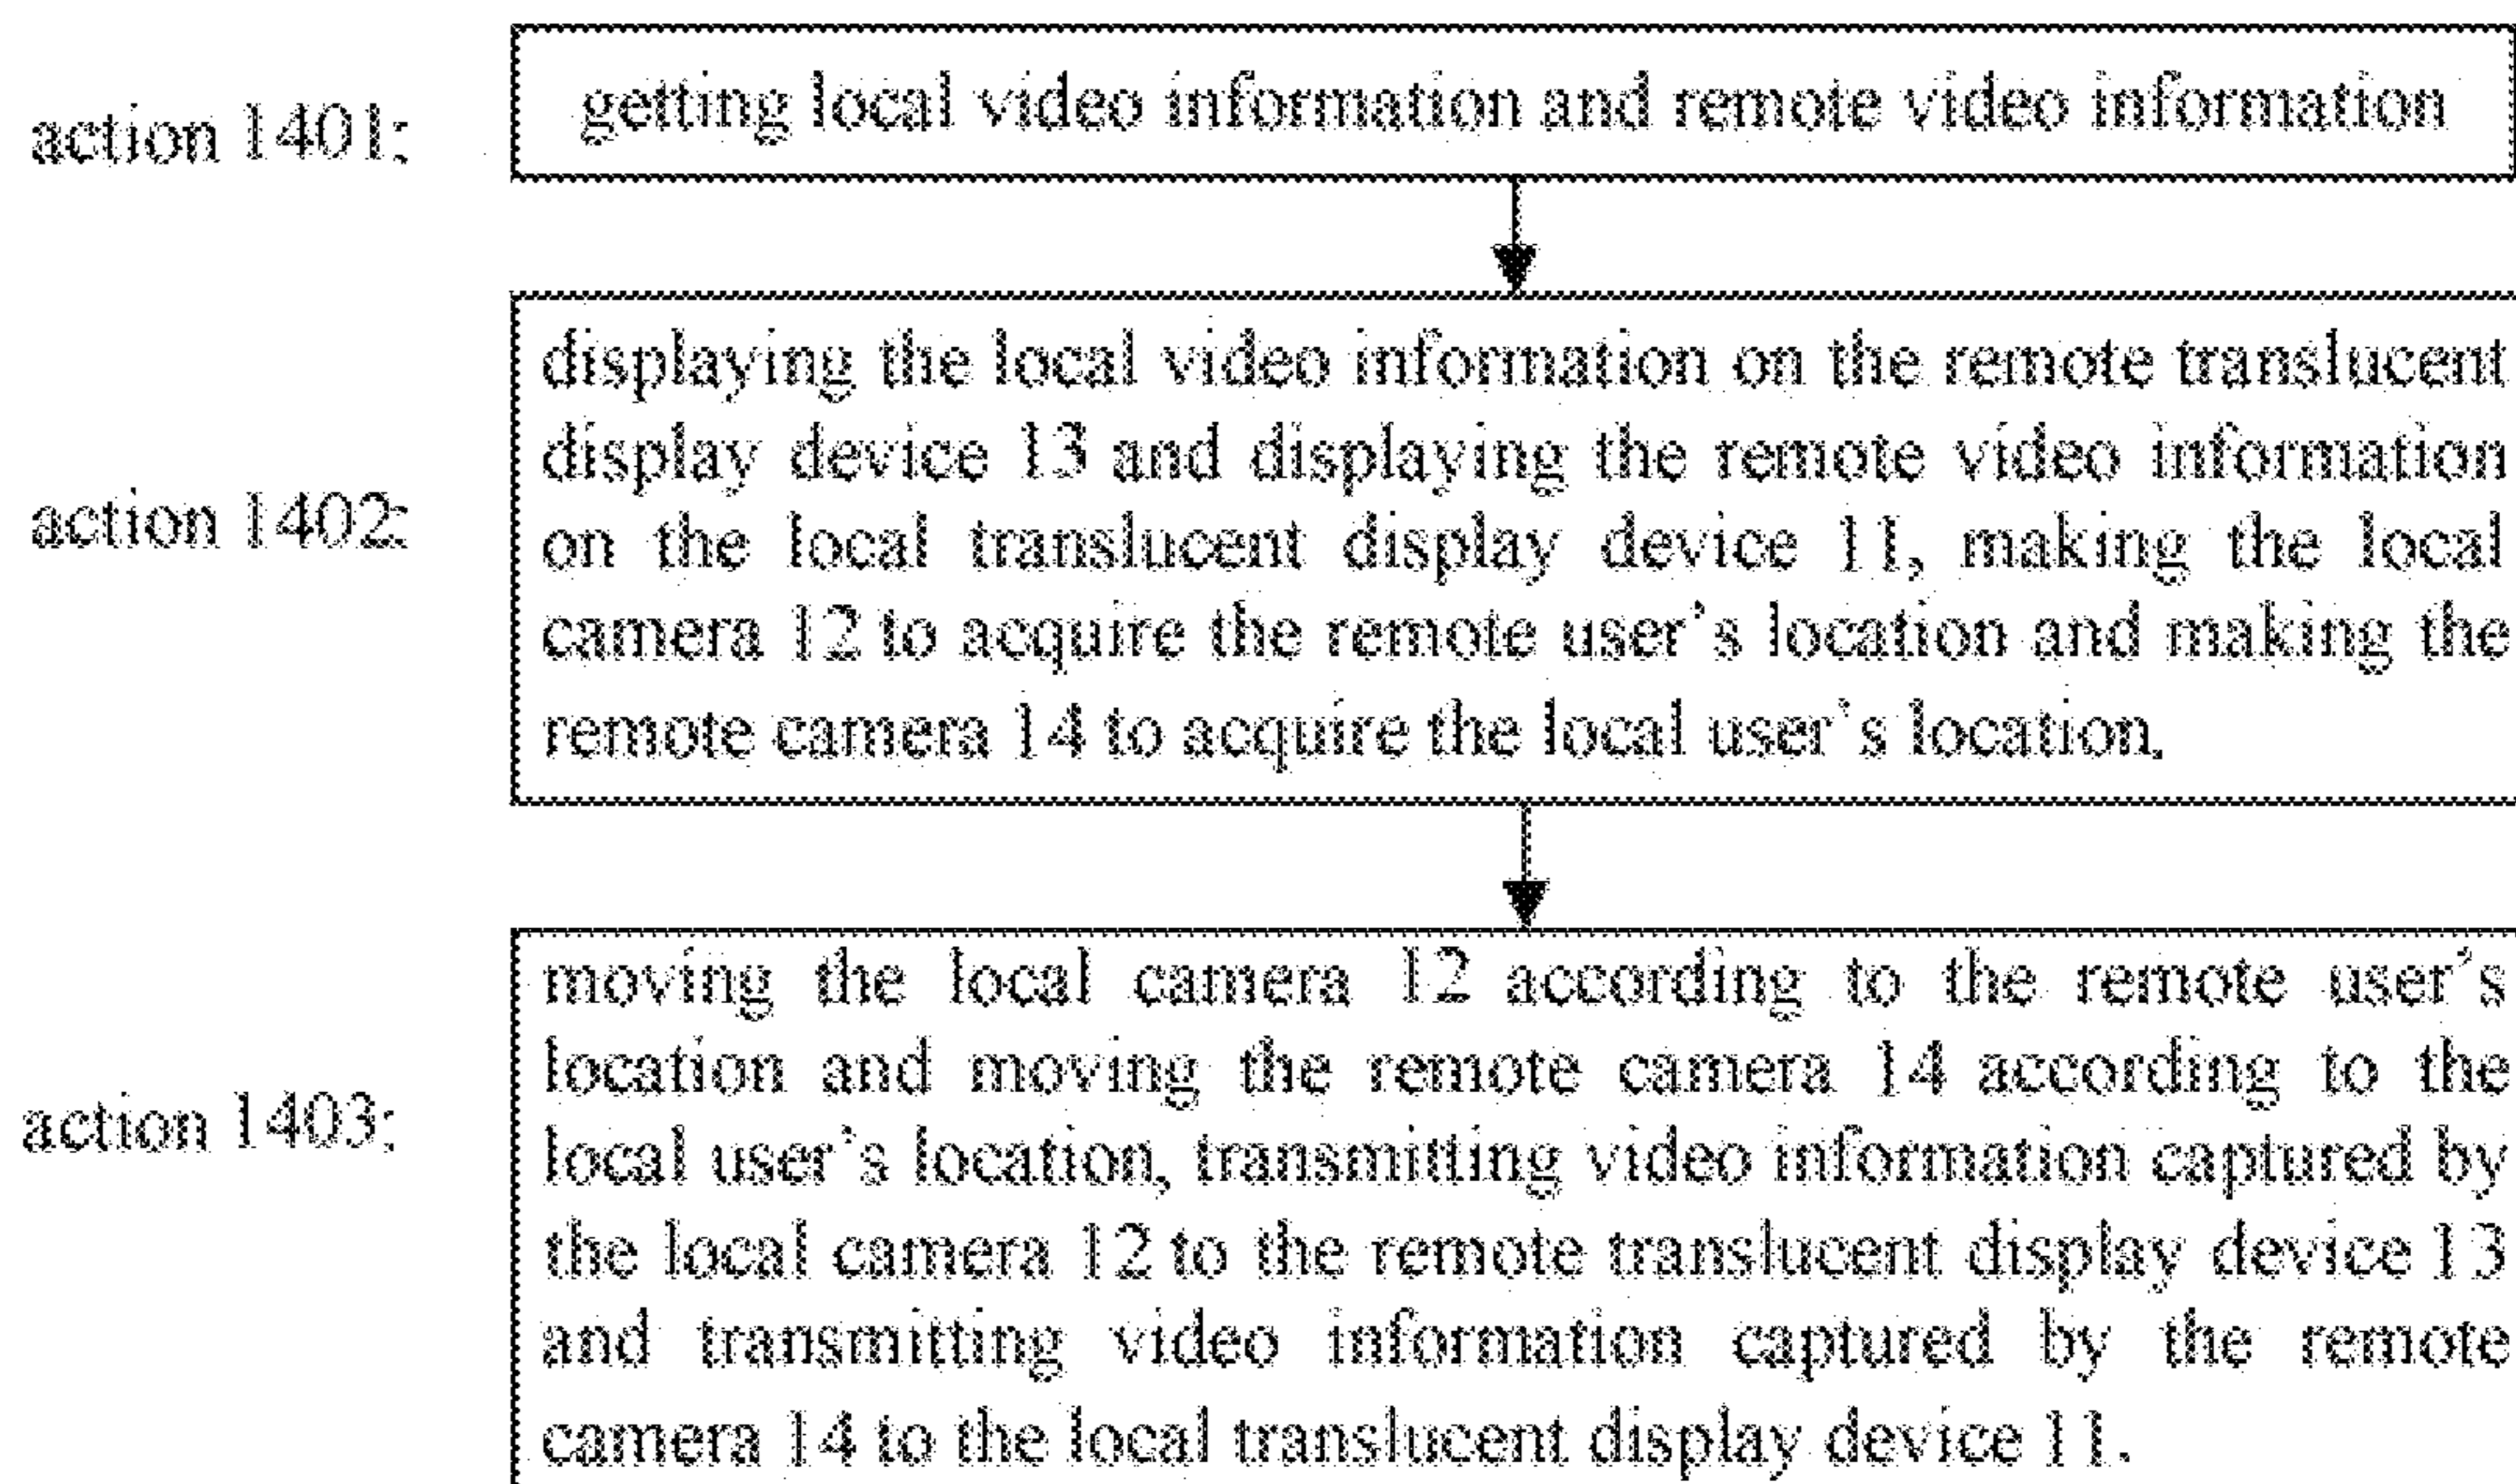 action 1401:
getting local video information and remote video information
action 1402:
displaying the local video information on the remote translucent
display device 13 and displaying the remote video information
on the local translucent display device 11, making the local
camera 12 to acquire the remote user's location and making the
remote camera 14 to acquire the local user's location.
action 1403:
moving the local camera 12 according to the remote user's
location and moving the remote camera 14 according to the
local user's location, transmitting video information captured by
the local camera 12 to the remote translucent display device 13
and transmitting video information captured by the remote
camera 14 to the local translucent display device 11.